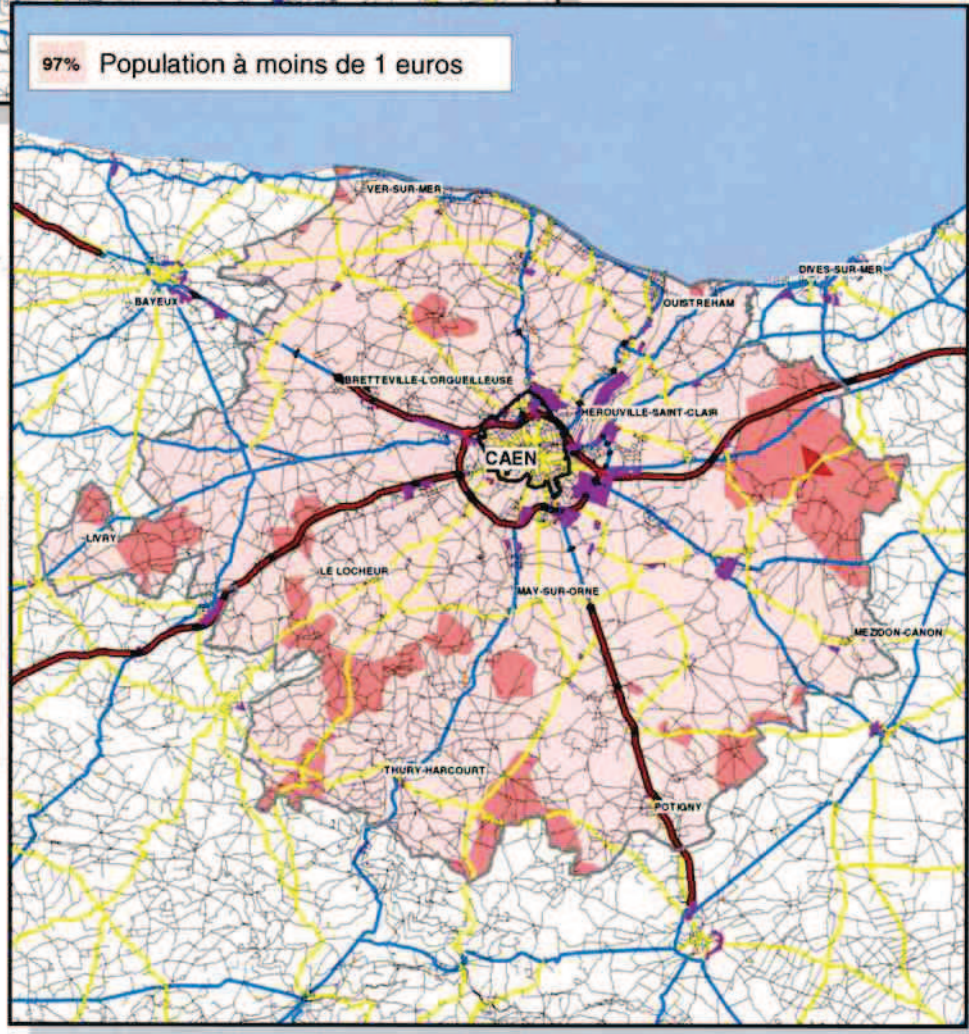 97% Population à moins de 1 euros
VER-SUR-MER
DIVES-SUR-MER
BAYEUX
OUISTREHAM
BRETTEVILLE-L'ORGUEILLEUSE
HEROUVILLE-SAINT-CLAIR
CAEN
LIVRY
LE LOCHEUR
MAY-SUR-ORNE
MEZIDON-CANON
THURY-HARCOURT
POTIGNY